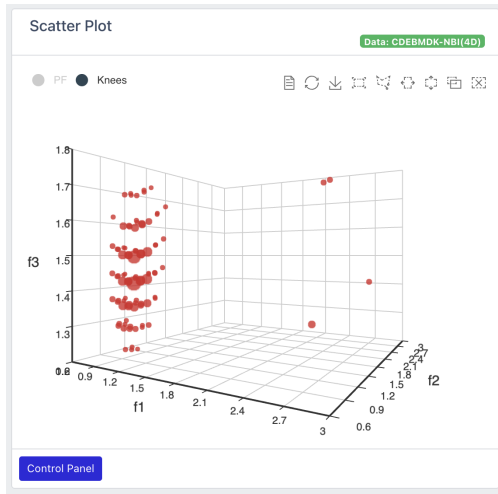 Scatter Plot
Data: CDEBMDK-NBI(4D)
PF
Knees
1.8
1.7
1.6
1.5
f3
1.4
1.3
0.9
1.2
1.5
1.8
2.1
2.4
2.7
3
f1
0.6
0.9
1.2
1.5
1.8
2.1
2.4
2.7
3
f2
Control Panel